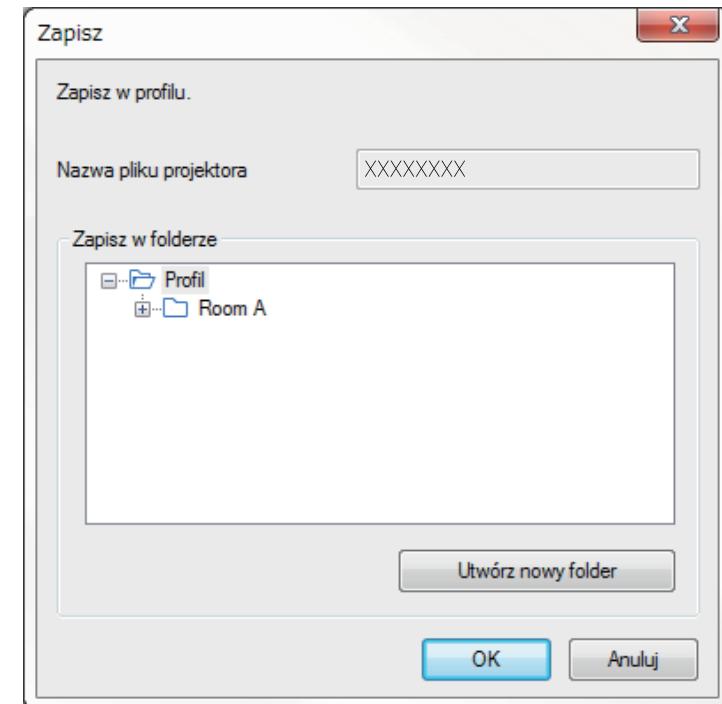 Zapisz
Zapisz w profilu.
Nazwa pliku projektora XXXXXXXX
Zapisz w folderze
Profil
Room A
Utwórz nowy folder
OK Anuluj